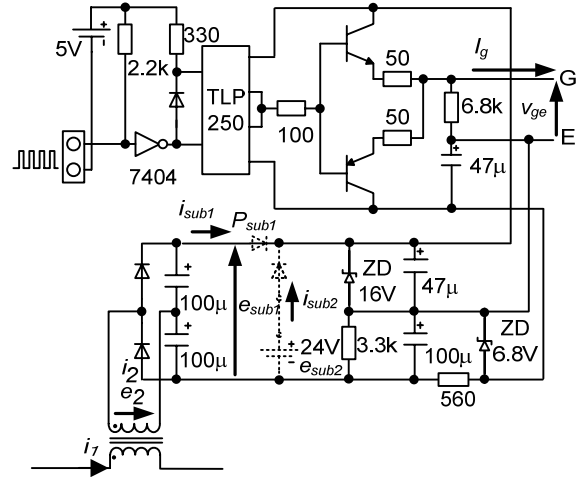 5V
2.2k
330
TLP
250
100
50
50
I_g
G
6.8k
v_ge
E
47μ
7404
i_sub1
P_sub1
100μ
100μ
e_sub1
i_sub2
24V
e_sub2
ZD
16V
3.3k
47μ
100μ
ZD
6.8V
560
i_2
e_2
i_1